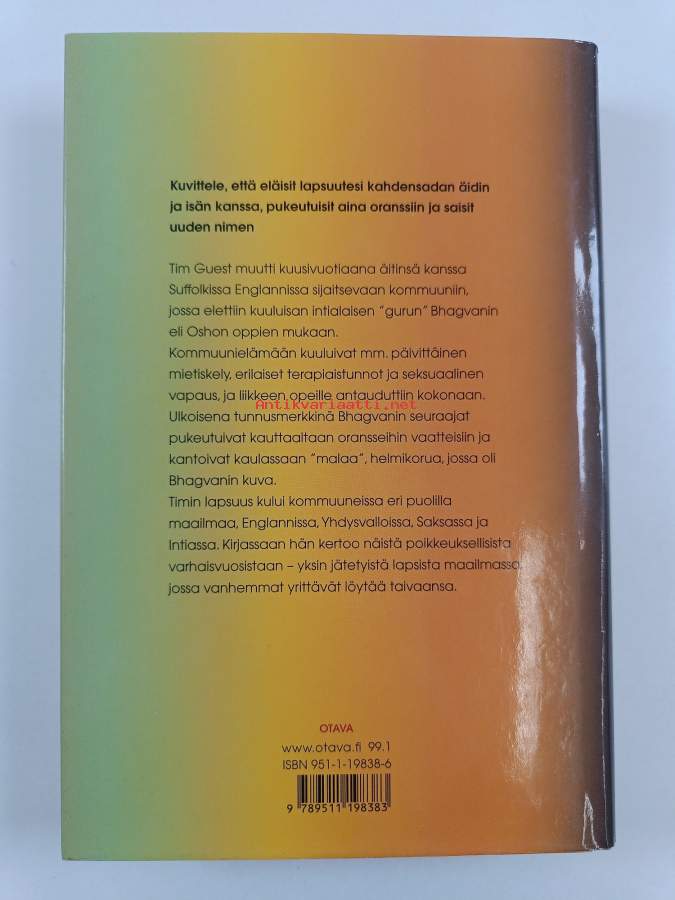 Kuvittele, että eläisit lapsuutesi kahdensadan äidin
ja isän kanssa, pukeutuisit aina oranssiin ja saisit
uuden nimen
Tim Guest muutti kuusivuotiaana äitinsä kanssa
Suffolkissa Englannissa sijaitsevaan kommuuniin,
jossa elettiin kuuluisan intialaisen "gurun" Bhagvanin
eli Oshon oppien mukaan.
Kommuunielämään kuuluivat mm. päivittäinen
mietiskely, erilaiset terapiaistunnot ja seksuaalinen
vapaus, ja liikkeen opeille antauduttiin kokonaan.
Antikvariaatti.net
Ulkoisena tunnusmerkkinä Bhagvanin seuraajat
pukeutuivat kauttaaltaan oransseihin vaatteisiin ja
kantoivat kaulassaan "malaa", helmikorua, jossa oli
Bhagvanin kuva.
Timin lapsuus kului kommuuneissa eri puolilla
maailmaa, Englannissa, Yhdysvalloissa, Saksassa ja
Intiassa. Kirjassaan hän kertoo näistä poikkeuksellisista
varhaisvuosistaan – yksin jätetyistä lapsista maailmassa,
jossa vanhemmat yrittävät löytää taivaansa.
OTAVA
www.otava.fi 99.1
ISBN 951-1-19838-6
9 789511 198383